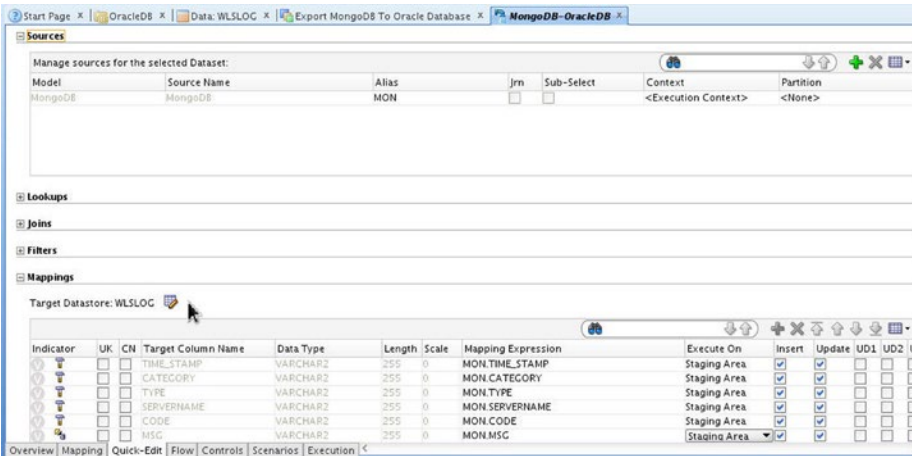 Start Page OracleDB Data: WLSLOG Export MongoDB To Oracle Database MongoDB-OracleDB
Sources
Manage sources for the selected Dataset:
Model Source Name Alias Jrn Sub-Select Context Partition
MongoDB MongoDB MON <Execution Context> <None>
Lookups
Joins
Filters
Mappings
Target Datastore: WLSLOG
Indicator UK CN Target Column Name Data Type Length Scale Mapping Expression Execute On Insert Update UD1 UD2
TIME_STAMP VARCHAR2 255 0 MON.TIME_STAMP Staging Area
CATEGORY VARCHAR2 255 0 MON.CATEGORY Staging Area
TYPE VARCHAR2 255 0 MON.TYPE Staging Area
SERVERNAME VARCHAR2 255 0 MON.SERVERNAME Staging Area
CODE VARCHAR2 255 0 MON.CODE Staging Area
MSG VARCHAR2 255 0 MON.MSG Staging Area
Overview Mapping Quick-Edit Flow Controls Scenarios Execution